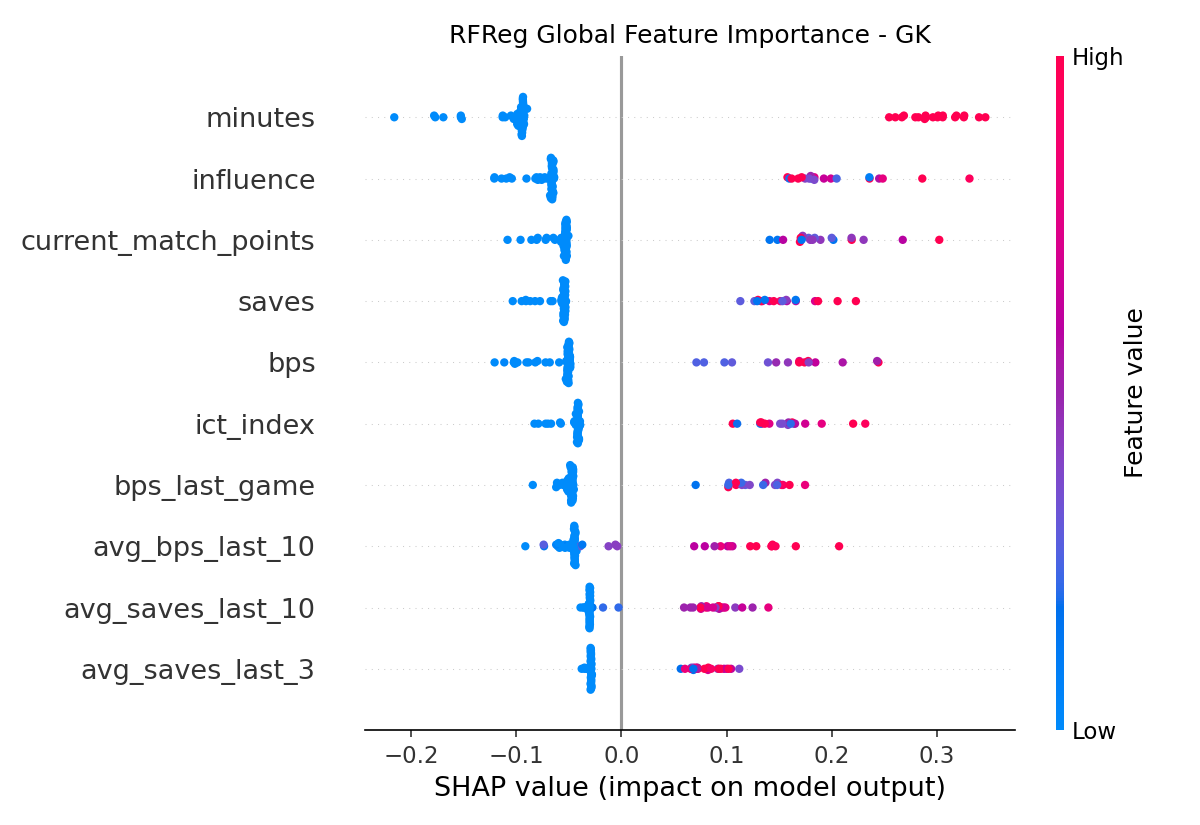 RFReg Global Feature Importance - GK
High
minutes
influence
current_match_points
saves
bps
ict_index
bps_last_game
avg_bps_last_10
avg_saves_last_10
avg_saves_last_3
Feature value
Low
−0.2 −0.1 0.0 0.1 0.2 0.3
SHAP value (impact on model output)